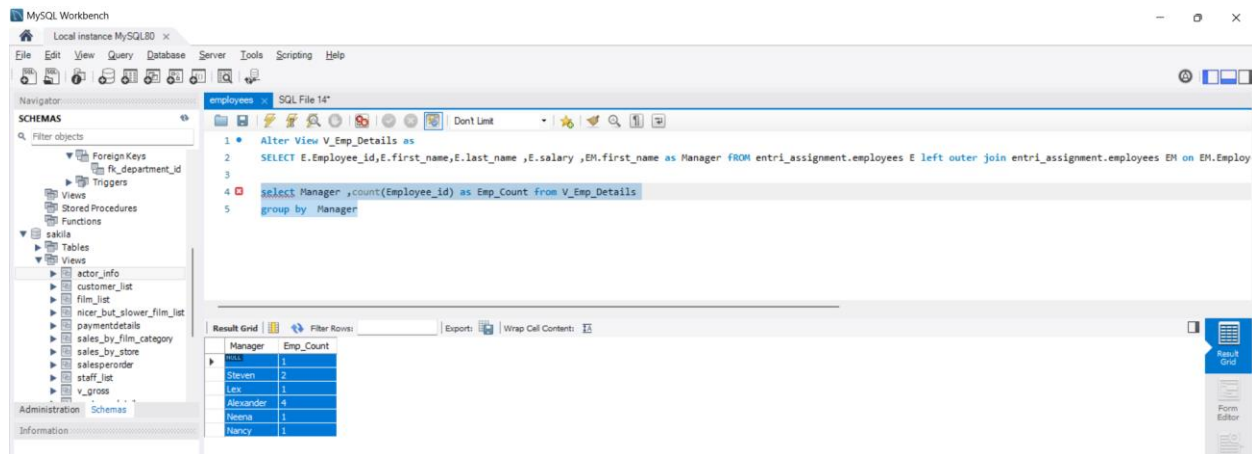 MySQL Workbench
Local instance MySQL80 ×
File Edit View Query Database Server Tools Scripting Help
Navigator
SCHEMAS
Filter objects
Foreign Keys
fk_department_id
Triggers
Views
Stored Procedures
Functions
sakila
Tables
Views
actor_info
customer_list
film_list
nicer_but_slower_film_list
paymentdetails
sales_by_film_category
sales_by_store
salesperorder
staff_list
v_gross
Administration Schemas
Information
employees × SQL File 14*
Don't Limit
1 Alter View V_Emp_Details as
2 SELECT E.Employee_id,E.first_name,E.last_name ,E.salary ,EM.first_name as Manager fROM entri_assignment.employees E left outer join entri_assignment.employees EM on EM.Employ
3
4 select Manager ,count(Employee_id) as Emp_Count from V_Emp_Details
5 group by Manager
Result Grid Filter Rows: Export: Wrap Cell Content:
Manager Emp_Count
NULL 1
Steven 2
Lex 1
Alexander 4
Neena 1
Nancy 1
Result
Grid
Form
Editor